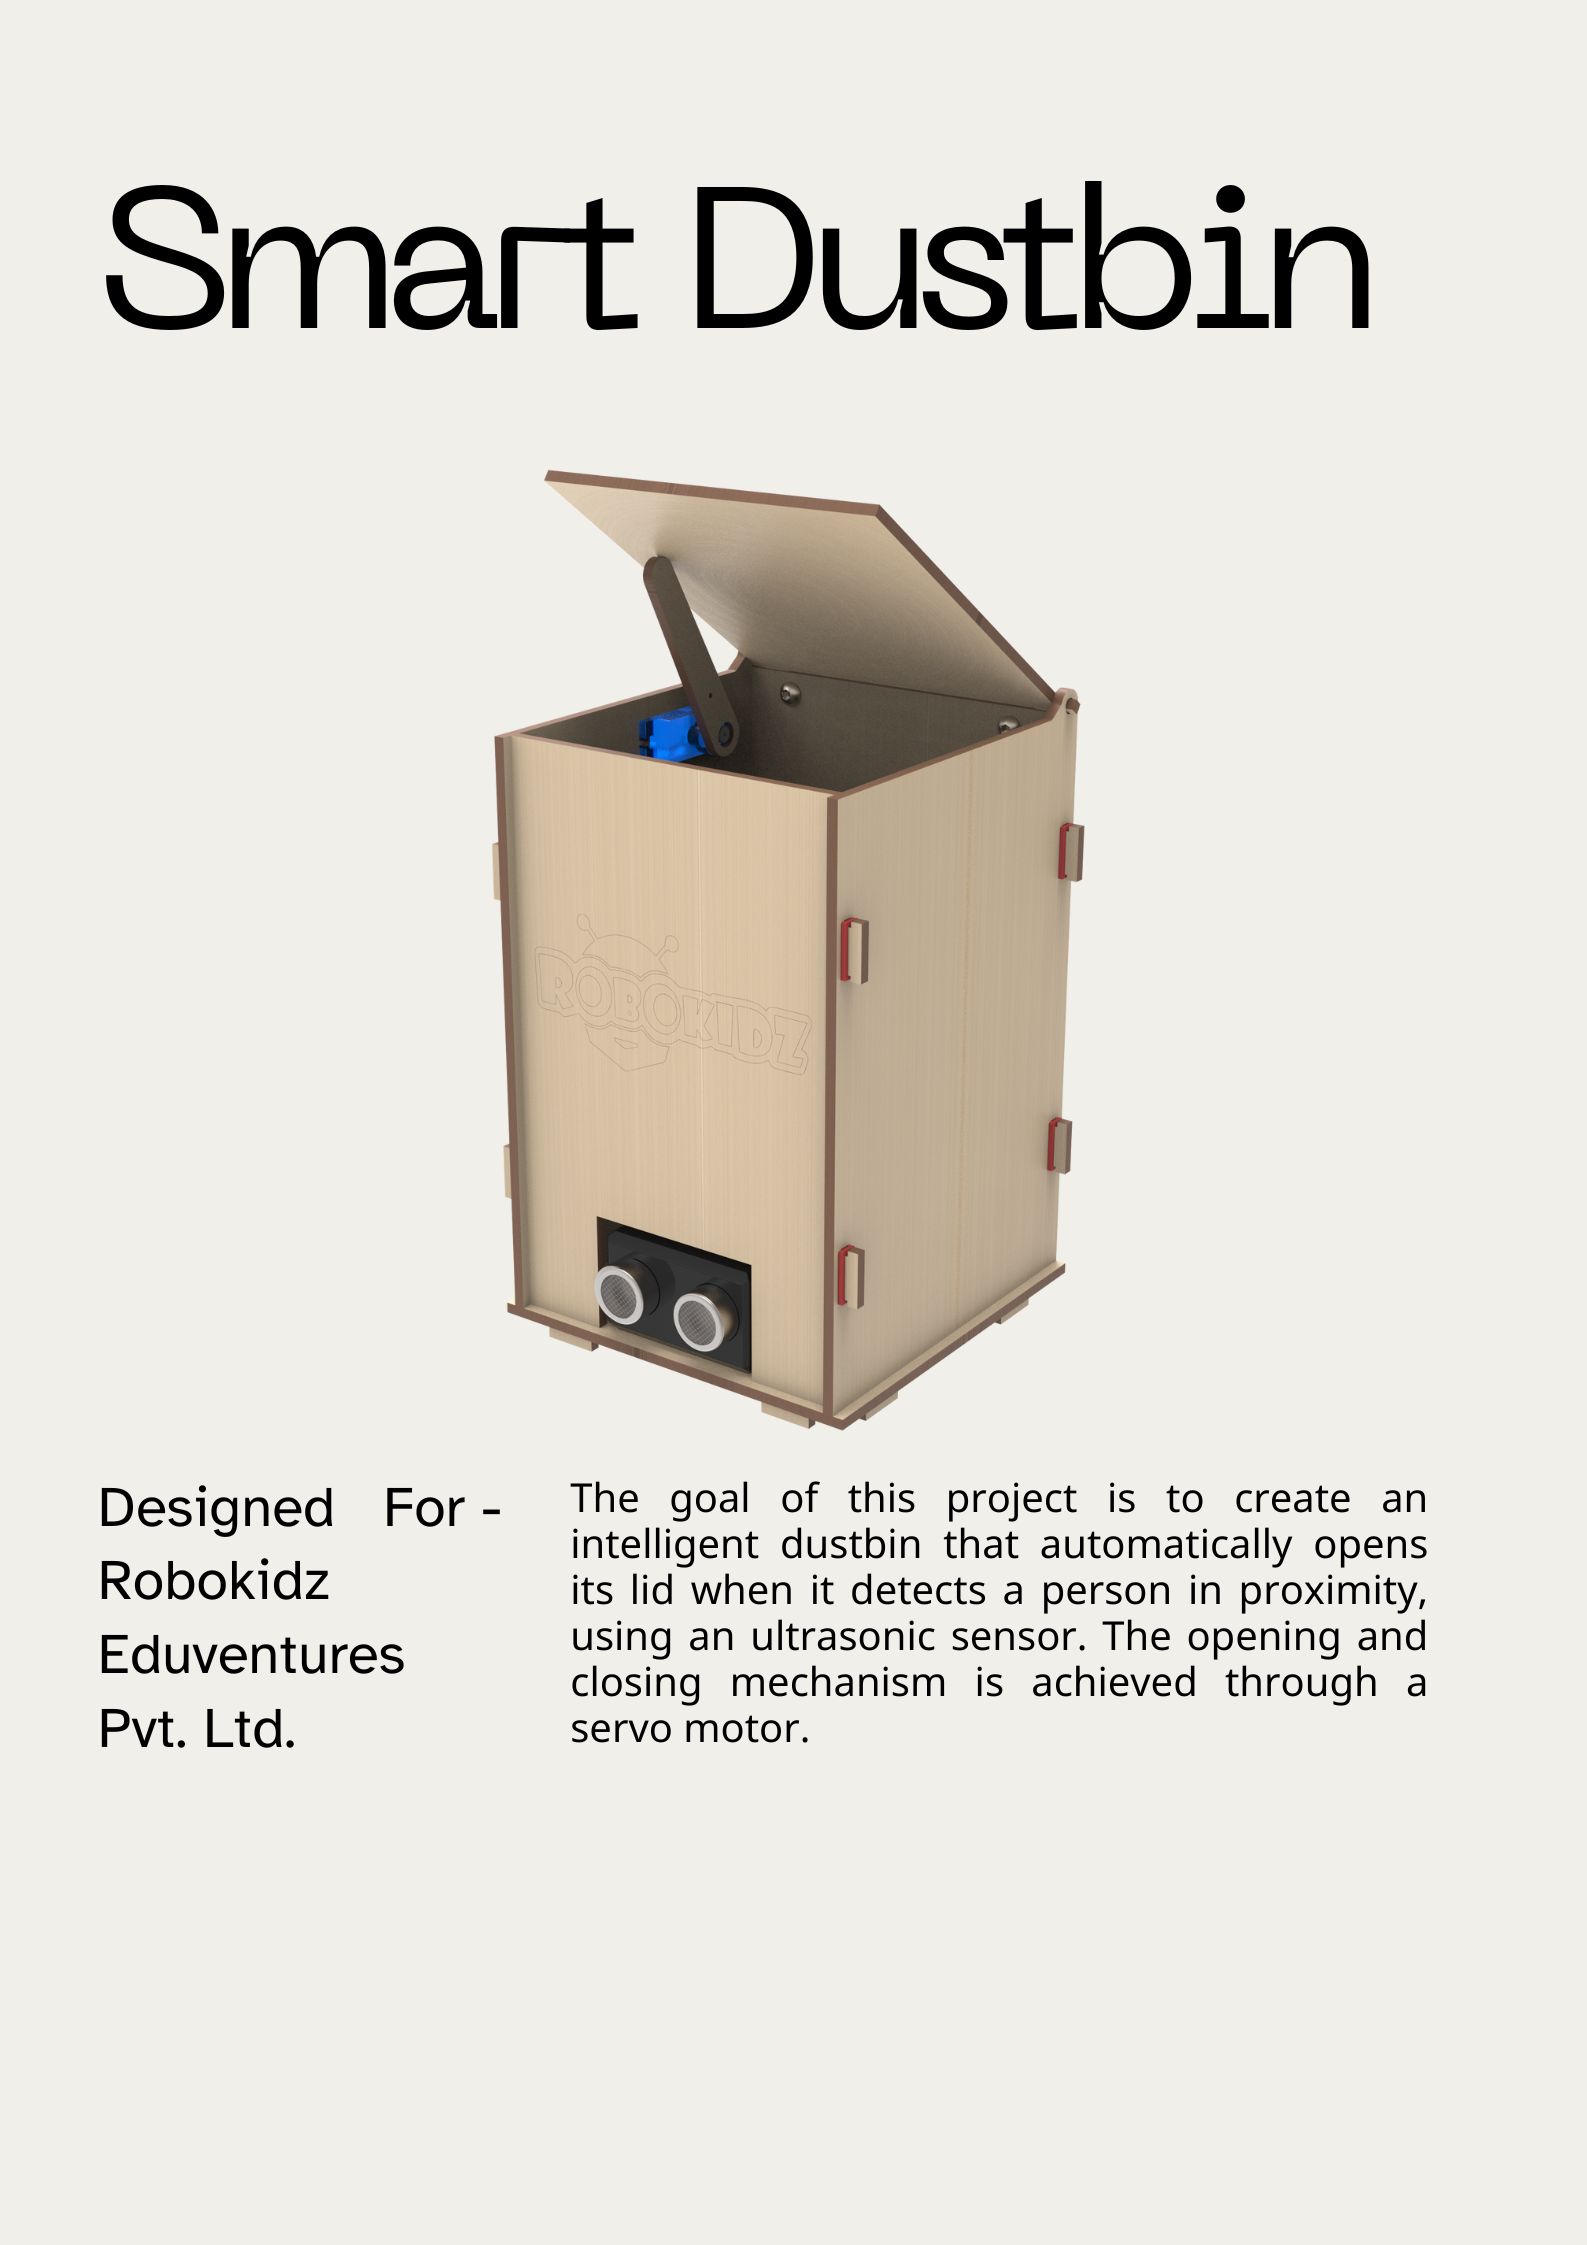 Smart Dustbin
ROBOKIDZ
Designed For -
Robokidz
Eduventures
Pvt. Ltd.
The goal of this project is to create an
intelligent dustbin that automatically opens
its lid when it detects a person in proximity,
using an ultrasonic sensor. The opening and
closing mechanism is achieved through a
servo motor.